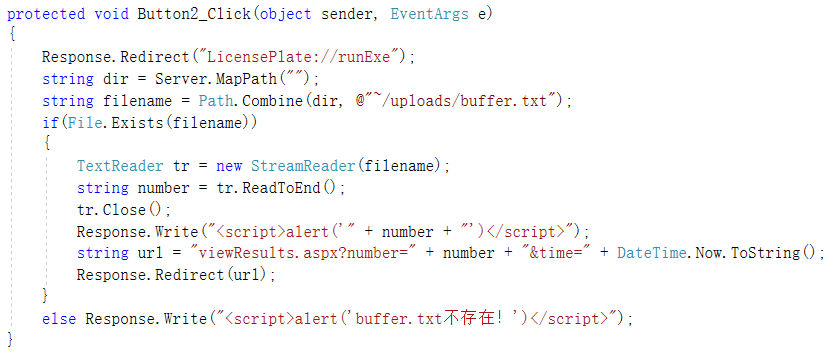 protected void Button2_Click(object sender, EventArgs e)
{
    Response.Redirect("LicensePlate://runExe");
    string dir = Server.MapPath("");
    string filename = Path.Combine(dir, @"~/uploads/buffer.txt");
    if(File.Exists(filename))
    {
        TextReader tr = new StreamReader(filename);
        string number = tr.ReadToEnd();
        tr.Close();
        Response.Write("<script>alert('" + number + "')</script>");
        string url = "viewResults.aspx?number=" + number + "&time=" + DateTime.Now.ToString();
        Response.Redirect(url);
    }
    else Response.Write("<script>alert('buffer.txt不存在！')</script>");
}